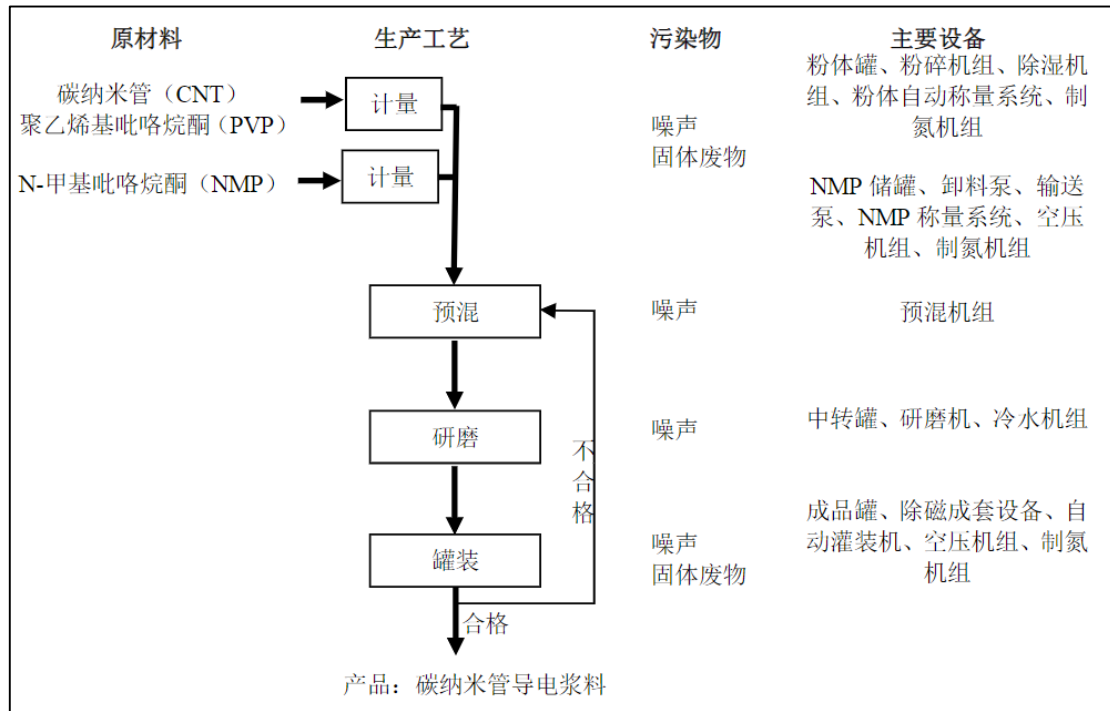 原材料
生产工艺
污染物
主要设备
碳纳米管（CNT）
聚乙烯基吡咯烷酮（PVP）
计量
噪声
固体废物
粉体罐、粉碎机组、除湿机
组、粉体自动称量系统、制
氮机组
N-甲基吡咯烷酮（NMP）
计量
NMP 储罐、卸料泵、输送
泵、NMP 称量系统、空压
机组、制氮机组
预混
噪声
预混机组
研磨
噪声
中转罐、研磨机、冷水机组
不
合
格
罐装
噪声
固体废物
成品罐、除磁成套设备、自
动灌装机、空压机组、制氮
机组
合格
产品：碳纳米管导电浆料